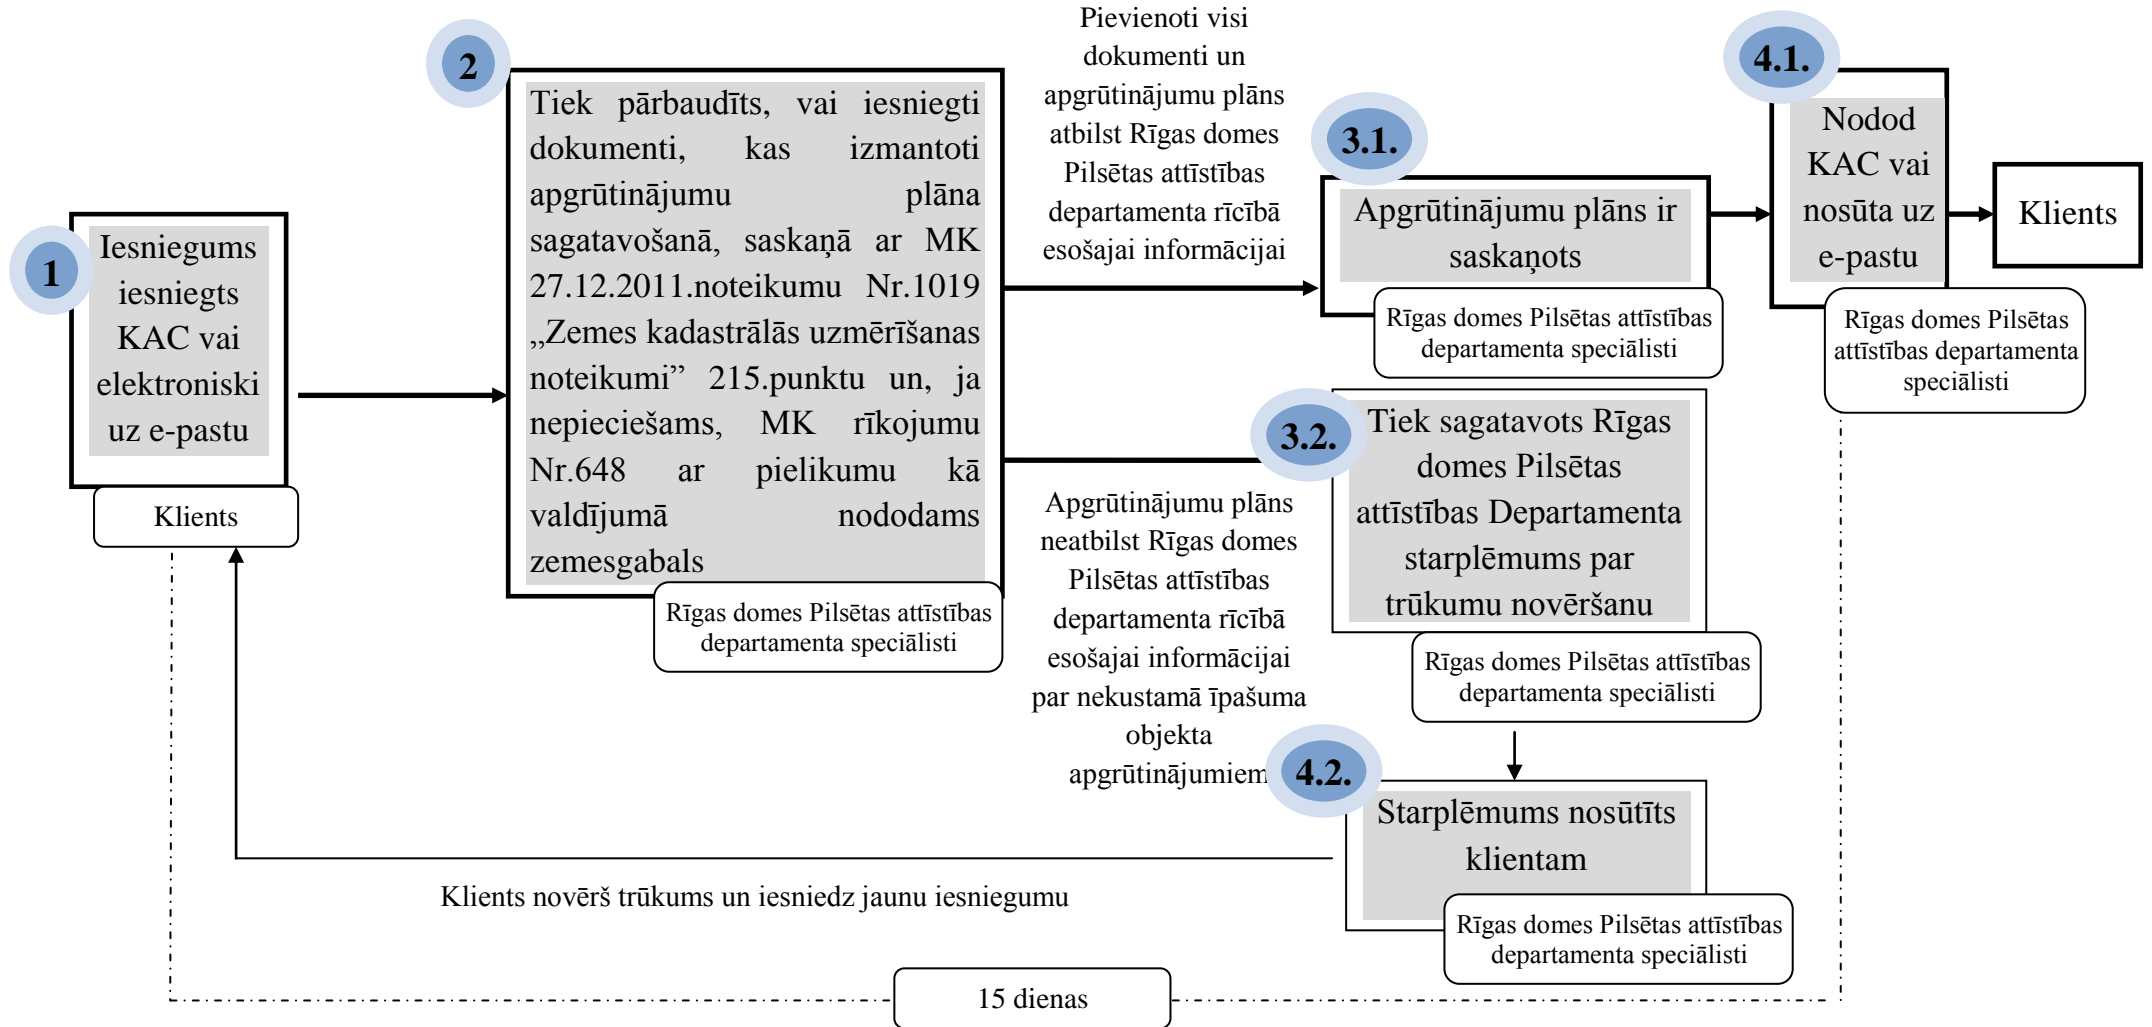 1
Iesniegums
iesniegts
KAC vai
elektroniski
uz e-pastu
Klients
2
Tiek pārbaudīts, vai iesniegti
dokumenti, kas izmantoti
apgrūtinājumu plāna
sagatavošanā, saskaņā ar MK
27.12.2011.noteikumu Nr.1019
„Zemes kadastrālās uzmērīšanas
noteikumi” 215.punktu un, ja
nepieciešams, MK rīkojumu
Nr.648 ar pielikumu kā
valdījumā nododams
zemesgabals
Rīgas domes Pilsētas attīstības
departamenta speciālisti
Pievienoti visi
dokumenti un
apgrūtinājumu plāns
atbilst Rīgas domes
Pilsētas attīstības
departamenta rīcībā
esošajai informācijai
3.1.
Apgrūtinājumu plāns ir
saskaņots
Rīgas domes Pilsētas attīstības
departamenta speciālisti
4.1.
Nodod
KAC vai
nosūta uz
e-pastu
Rīgas domes Pilsētas
attīstības departamenta
speciālisti
Klients
Apgrūtinājumu plāns
neatbilst Rīgas domes
Pilsētas attīstības
departamenta rīcībā
esošajai informācijai
par nekustamā īpašuma
objekta
apgrūtinājumiem
3.2.
Tiek sagatavots Rīgas
domes Pilsētas
attīstības Departamenta
starplēmums par
trūkumu novēršanu
Rīgas domes Pilsētas attīstības
departamenta speciālisti
4.2.
Starplēmums nosūtīts
klientam
Rīgas domes Pilsētas attīstības
departamenta speciālisti
Klients novērš trūkums un iesniedz jaunu iesniegumu
15 dienas